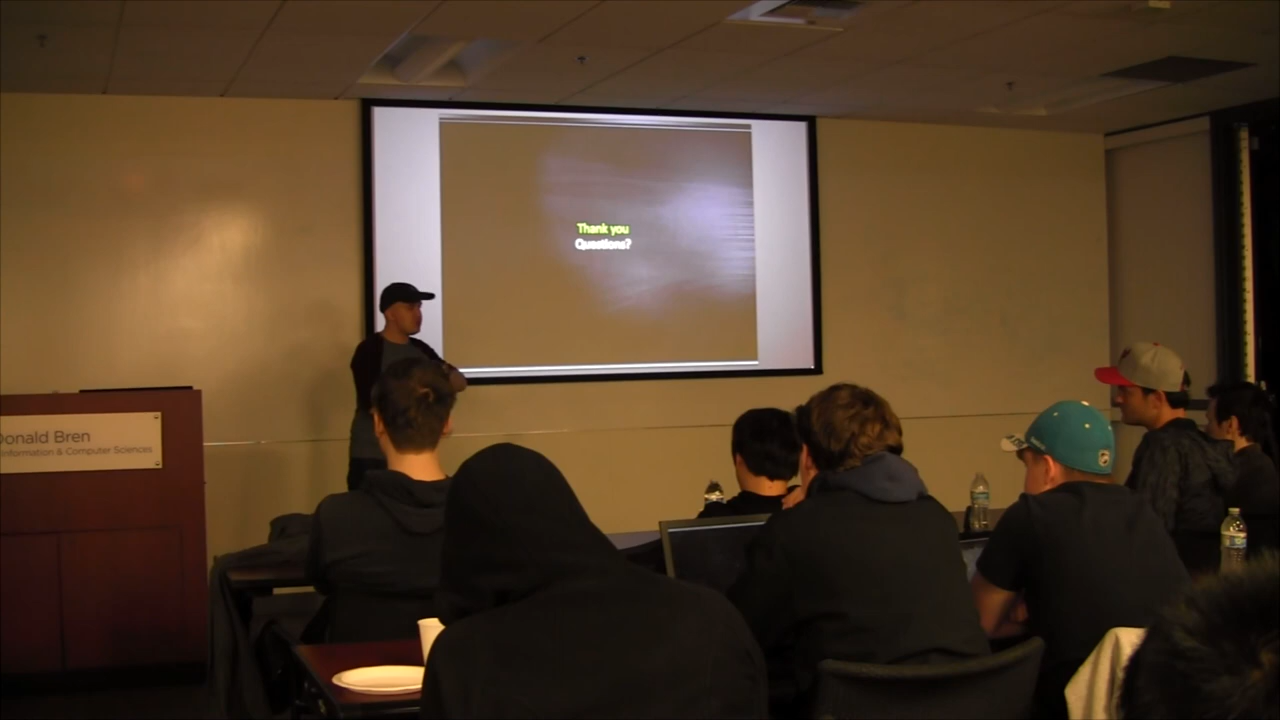 Thank you
Questions?
Donald Bren
Information & Computer Sciences